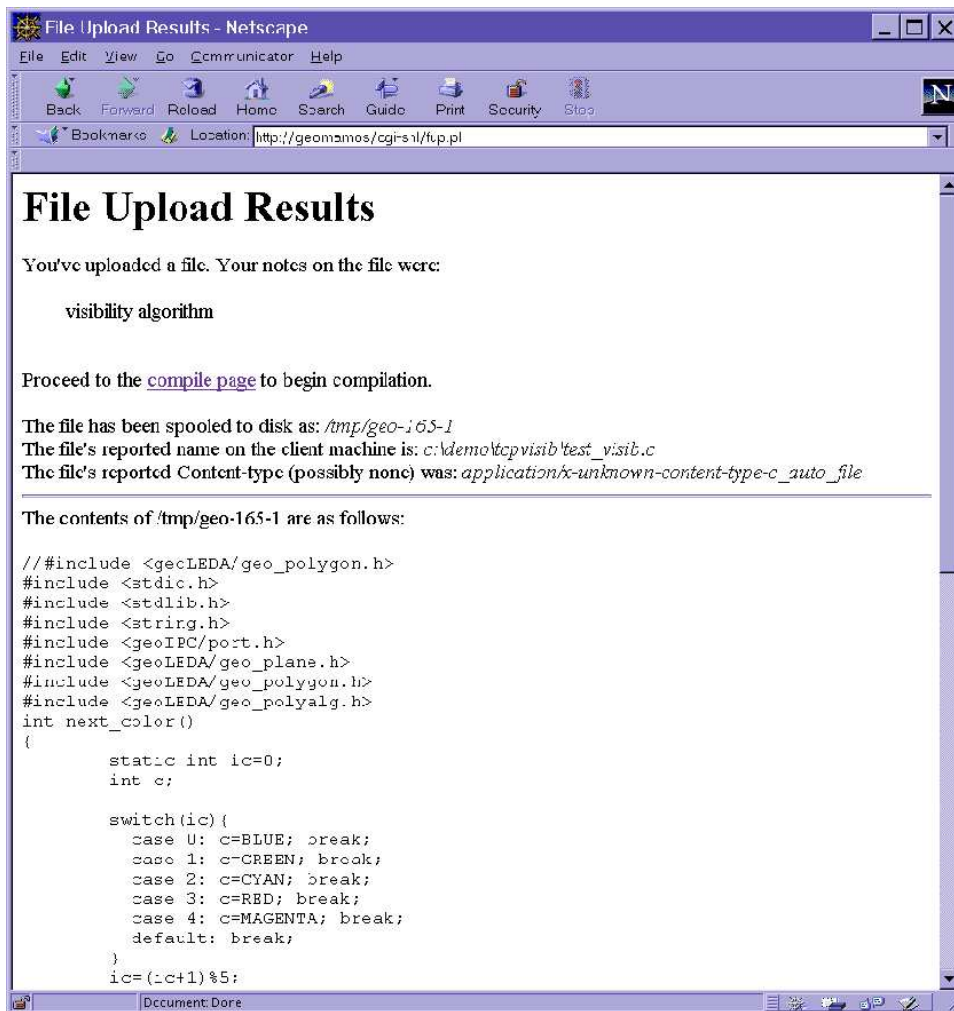 File Upload Results - Netscape
File Edit View Go Communicator Help
Back Forward Reload Home Search Guide Print Security Stop
N
Bookmarks Location: http://geomamos/cgi-shl/fup.pl
File Upload Results
You've uploaded a file. Your notes on the file were:
visibility algorithm
Proceed to the compile page to begin compilation.
The file has been spooled to disk as: /tmp/geo-165-1
The file's reported name on the client machine is: c:\demo\tcpvisib\test_visib.c
The file's reported Content-type (possibly none) was: application/x-unknown-content-type-c_auto_file
The contents of /tmp/geo-165-1 are as follows:
//#include <geoLEDA/geo_polygon.h>
#include <stdio.h>
#include <stdlib.h>
#include <string.h>
#include <geoIPC/port.h>
#include <geoLEDA/geo_plane.h>
#include <geoLEDA/geo_polygon.h>
#include <geoLEDA/geo_polyalg.h>
int next_color()
{
static int ic=0;
int c;
switch(ic){
case 0: c=BLUE; break;
case 1: c=GREEN; break;
case 2: c=CYAN; break;
case 3: c=RED; break;
case 4: c=MAGENTA; break;
default: break;
}
ic=(ic+1)%5;
Document: Done